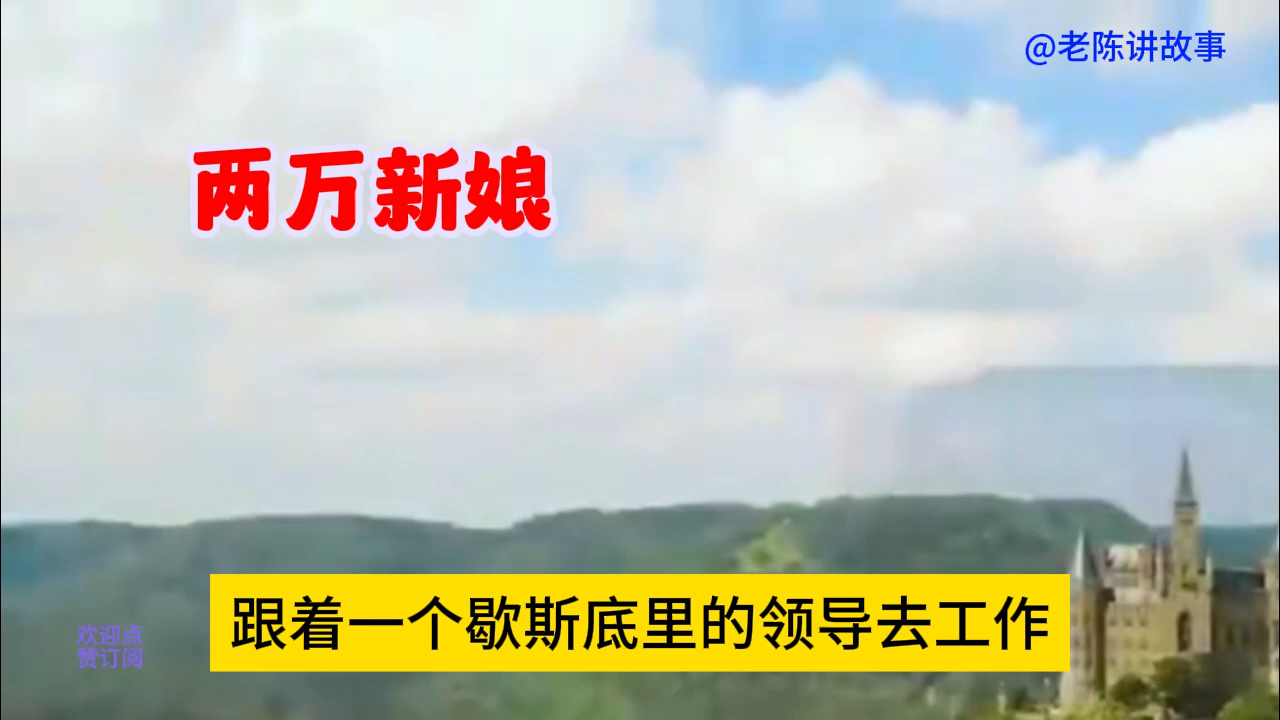 @老陈讲故事
两万新娘
跟着一个歇斯底里的领导去工作
欢迎点
赞订阅